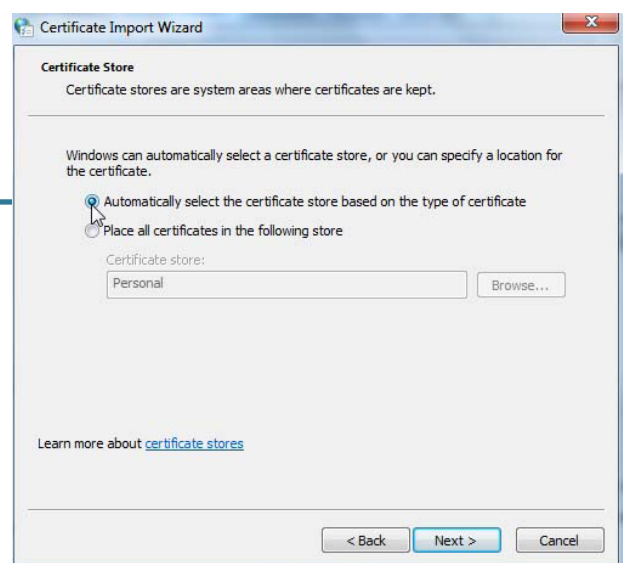 Certificate Import Wizard
Certificate Store
Certificate stores are system areas where certificates are kept.
Windows can automatically select a certificate store, or you can specify a location for
the certificate.
Automatically select the certificate store based on the type of certificate
Place all certificates in the following store
Certificate store:
Personal
Browse...
Learn more about certificate stores
< Back
Next >
Cancel